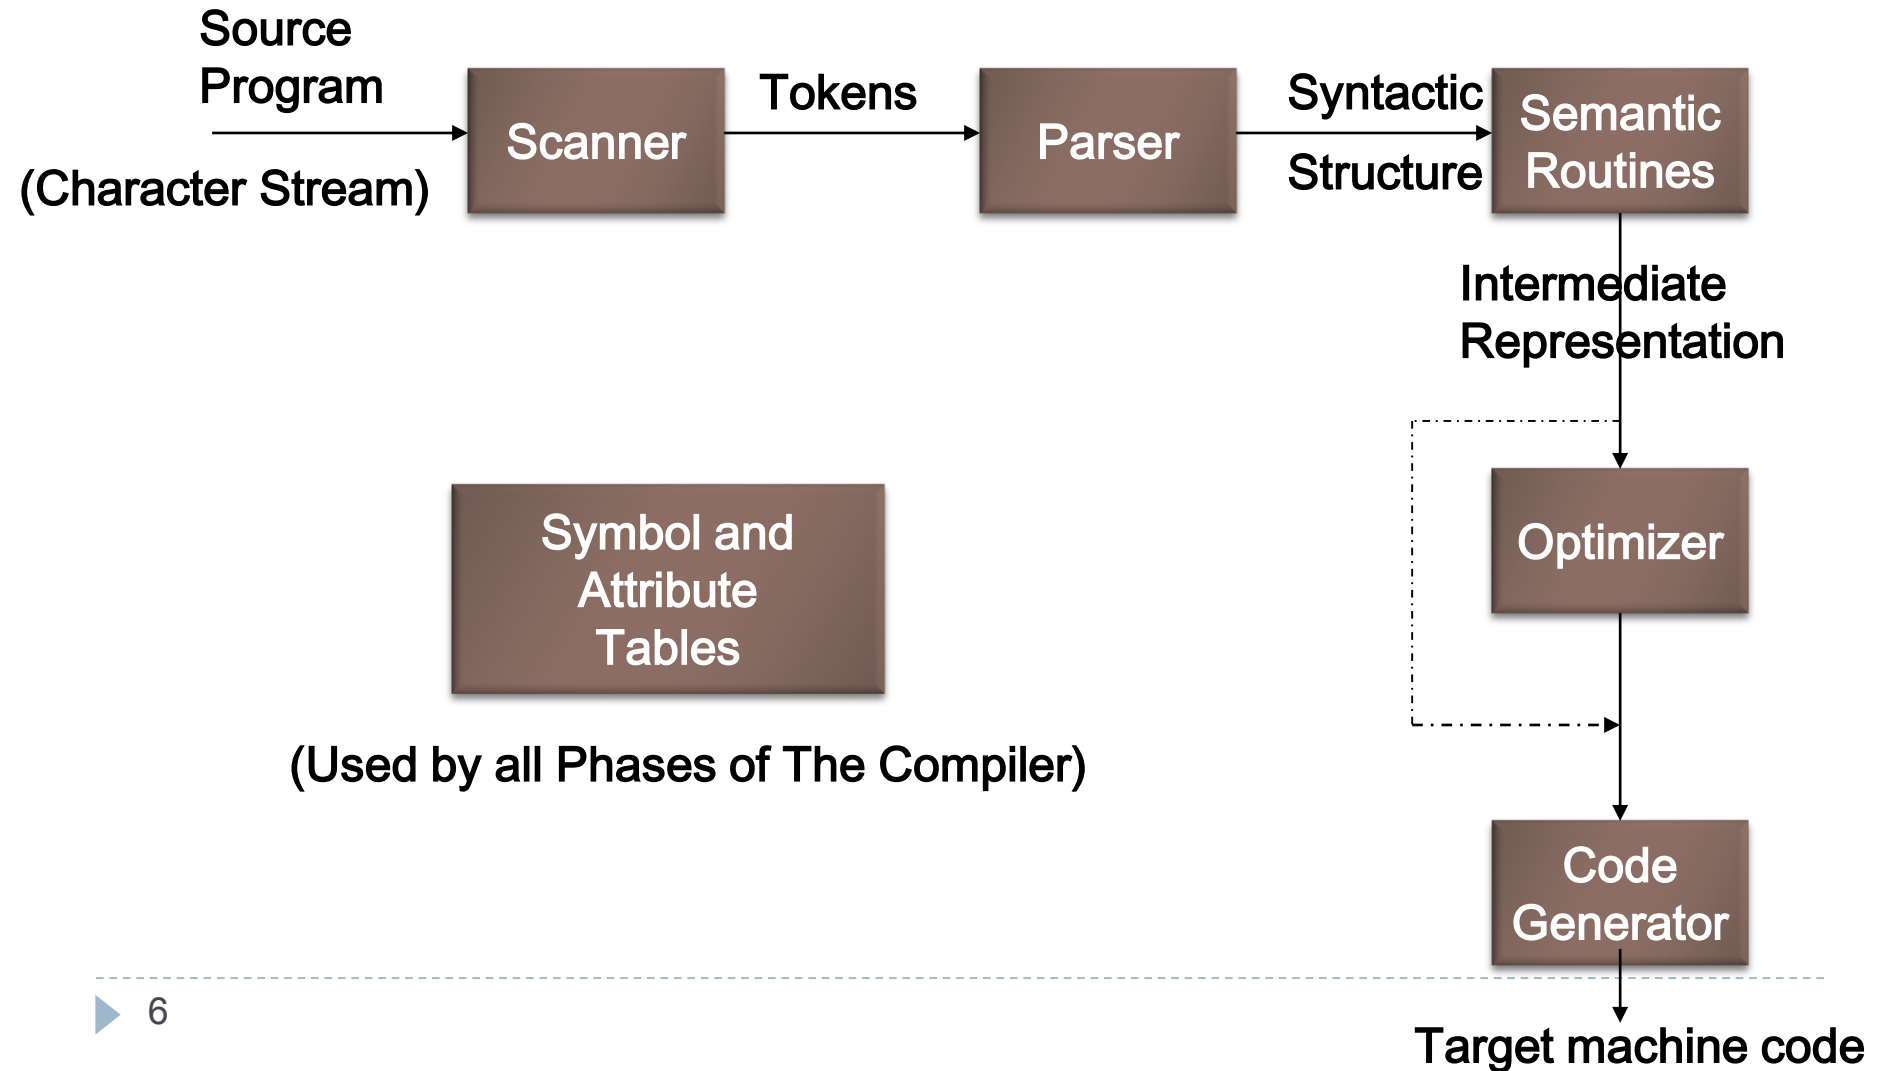 Source
Program
(Character Stream)
Scanner
Tokens
Parser
Syntactic
Structure
Semantic
Routines
Intermediate
Representation
Optimizer
Symbol and
Attribute
Tables
(Used by all Phases of The Compiler)
Code
Generator
6
Target machine code